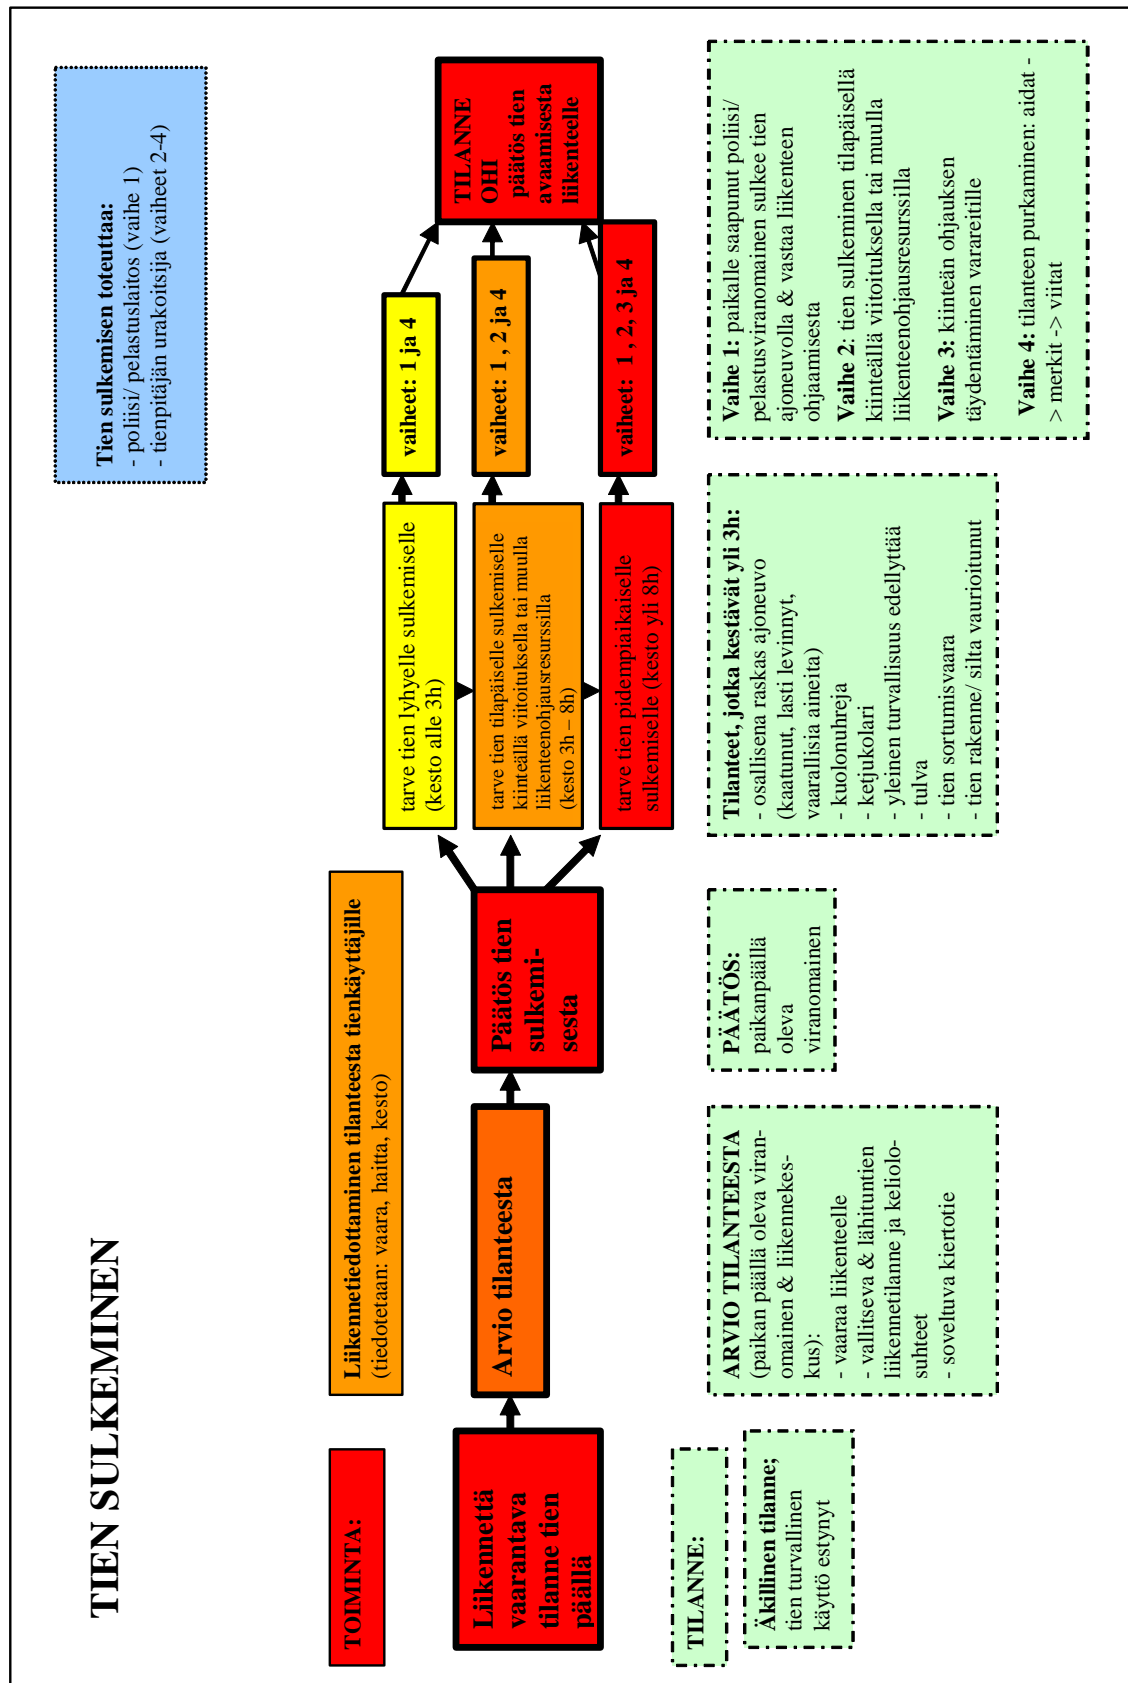 TIEN SULKEMINEN
Tien sulkemisen toteuttaa:
- poliisi/ pelastuslaitos (vaihe 1)
- tienpitäjän urakoitsija (vaiheet 2-4)
TOIMINTA:
Liikennetiedottaminen tilanteesta tienkäyttäjille
(tiedotetaan: vaara, haitta, kesto)
Liikennettä
vaarantava
tilanne tien
päällä
Arvio tilanteesta
Päätös tien
sulkemi-
sesta
tarve tien lyhyelle sulkemiselle
(kesto alle 3h)
tarve tien tilapäiselle sulkemiselle
kiinteällä viitoituksella tai muulla
liikenteenohjausresurssilla
(kesto 3h – 8h)
tarve tien pidempiaikaiselle
sulkemiselle (kesto yli 8h)
vaiheet: 1 ja 4
vaiheet: 1 , 2 ja 4
vaiheet: 1 , 2, 3 ja 4
TILANNE
OHI
päätös tien
avaamisesta
liikenteelle
TILANNE:
Äkillinen tilanne;
tien turvallinen
käyttö estynyt
ARVIO TILANTEESTA
(paikan päällä oleva viran-
omainen & liikennekes-
kus):
- vaaraa liikenteelle
- vallitseva & lähituntien
liikennetilanne ja keliolo-
suhteet
- soveltuva kiertotie
PÄÄTÖS:
paikanpäällä
oleva
viranomainen
Tilanteet, jotka kestävät yli 3h:
- osallisena raskas ajoneuvo
(kaatunut, lasti levinnyt,
vaarallisia aineita)
- kuolonuhreja
- ketjukolari
- yleinen turvallisuus edellyttää
- tulva
- tien sortumisvaara
- tien rakenne/ silta vaurioitunut
Vaihe 1: paikalle saapunut poliisi/
pelastusviranomainen sulkee tien
ajoneuvolla & vastaa liikenteen
ohjaamisesta
Vaihe 2: tien sulkeminen tilapäisellä
kiinteällä viitoituksella tai muulla
liikenteenohjausresurssilla
Vaihe 3: kiinteän ohjauksen
täydentäminen varareitille
Vaihe 4: tilanteen purkaminen: aidat -
> merkit -> viitat